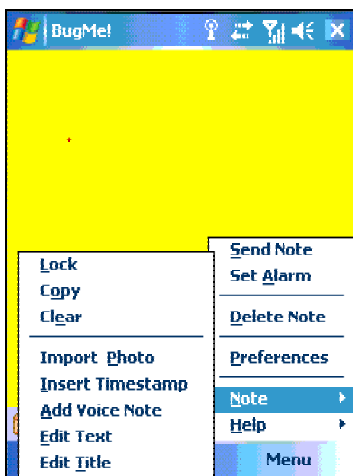 BugMe!
Send Note
Set Alarm
Delete Note
Preferences
Note
Help
Lock
Copy
Clear
Import Photo
Insert Timestamp
Add Voice Note
Edit Text
Edit Title
Menu